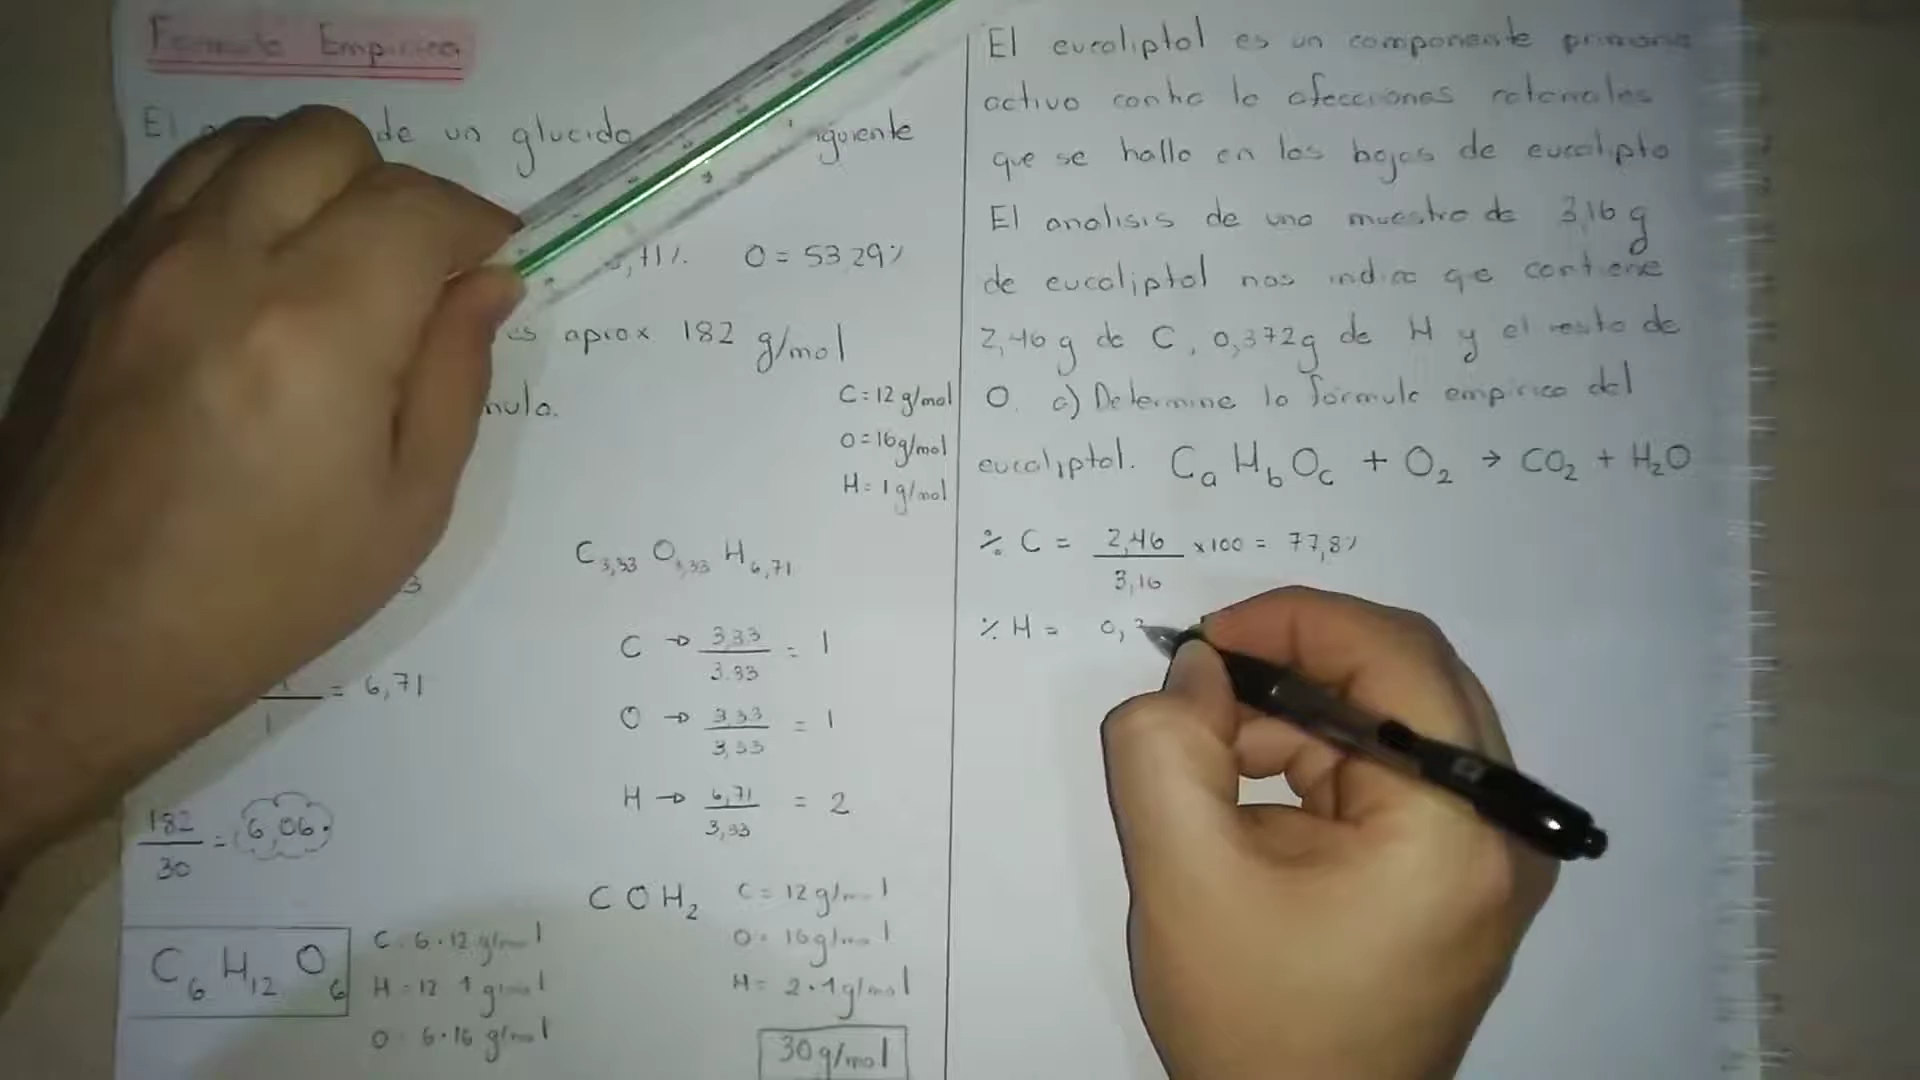 Formula Empirica
El de un glucido iguiente
,71%. O = 53,29%
es aprox 182 g/mol
mula.
C = 12 g/mol
O = 16 g/mol
H = 1 g/mol
C3,33 O3,33 H6,71
C → 3,33 / 3.33 = 1
= 6,71
1
O → 3,33 / 3,33 = 1
H → 6,71 / 3,33 = 2
182 / 30 = 6,06.
C O H2
C = 12 g/mol
O = 16 g/mol
H = 2·1 g/mol
30 g/mol
C6 H12 O6
C = 6·12 g/mol
H = 12 1 g/mol
O = 6·16 g/mol
El eucaliptol es un componente primario
activo contra la afecciones
que se halla en las hojas de eucalipto
El analisis de una muestra de 3,16 g
de eucaliptol nos indica que contiene
2,46 g de C, 0,372g de H y el resto de
O. a) Determine la formula empirica del
eucaliptol. CaHbOc + O2 → CO2 + H2O
% C = 2,46 / 3,16 x100 = 77,8%
% H = 0,3